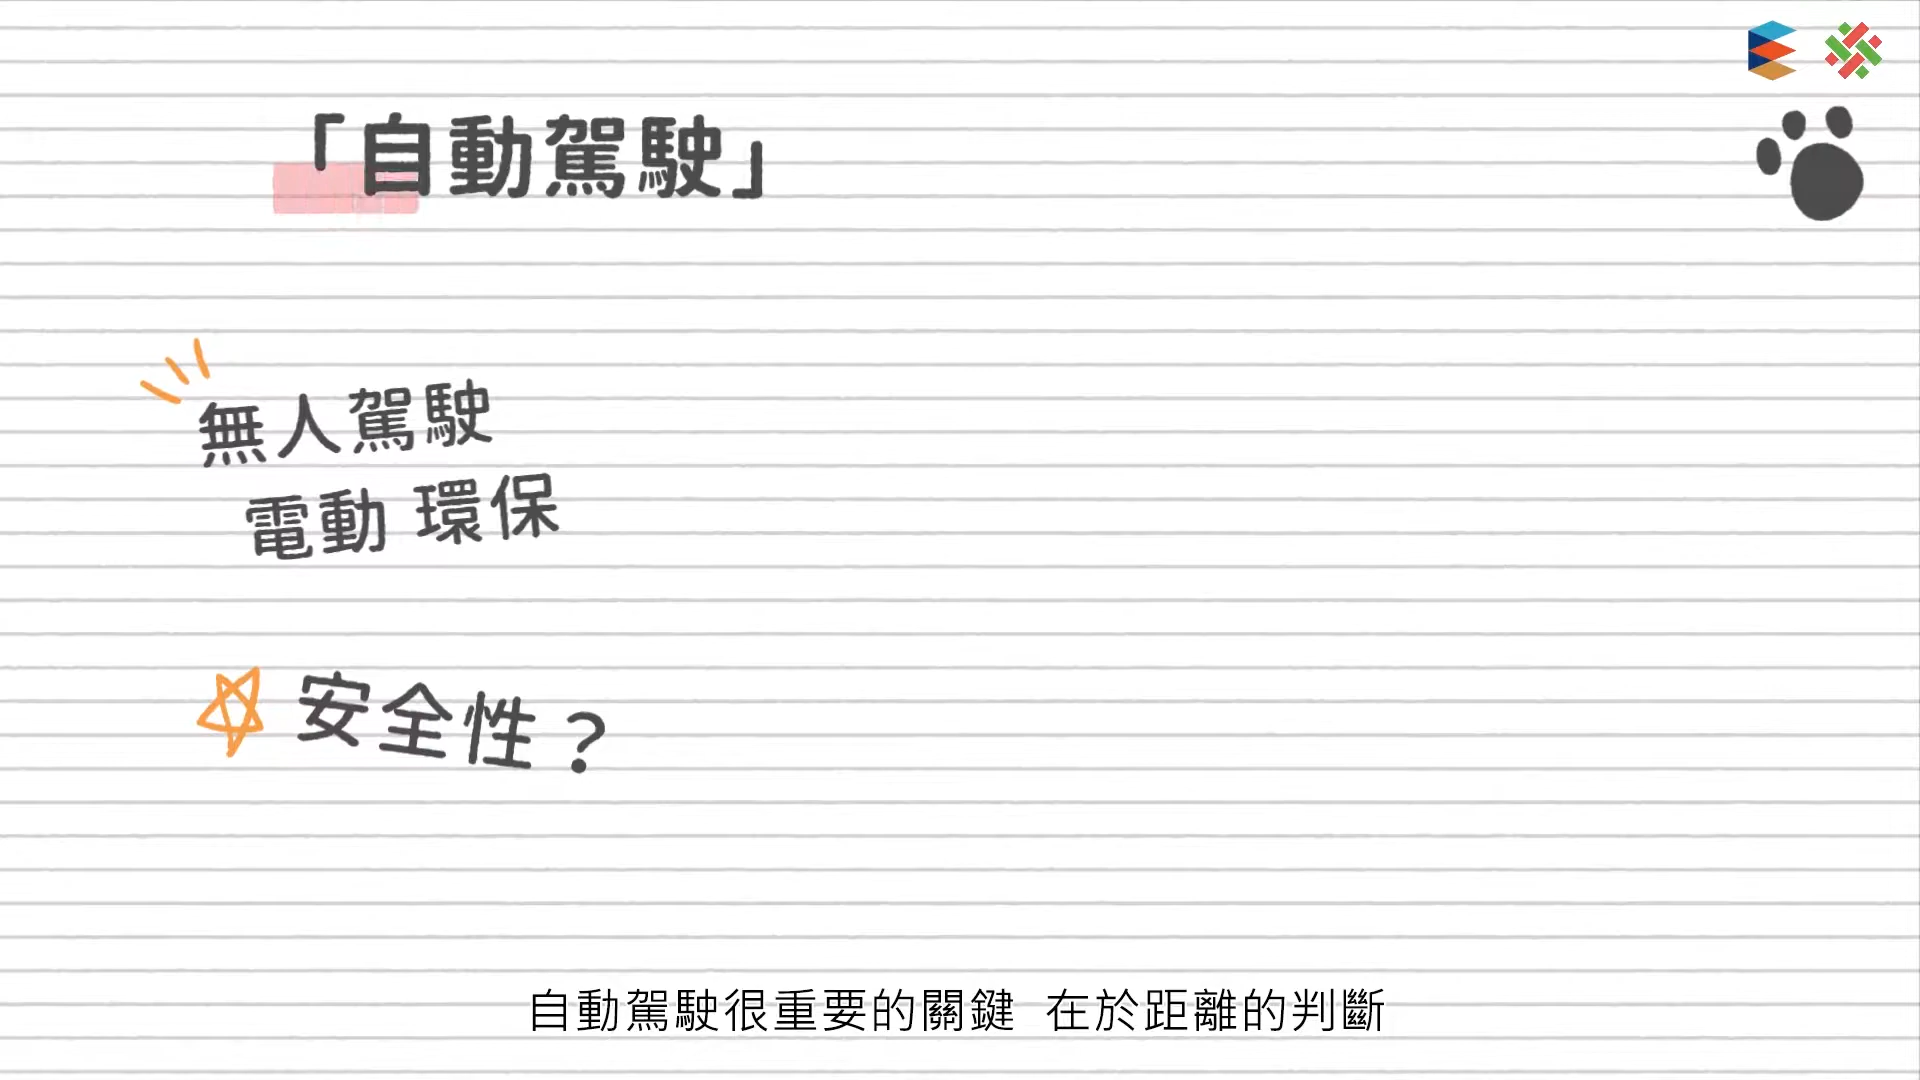 「自動駕駛」
無人駕駛
電動 環保
安全性?
自動駕駛很重要的關鍵 在於距離的判斷